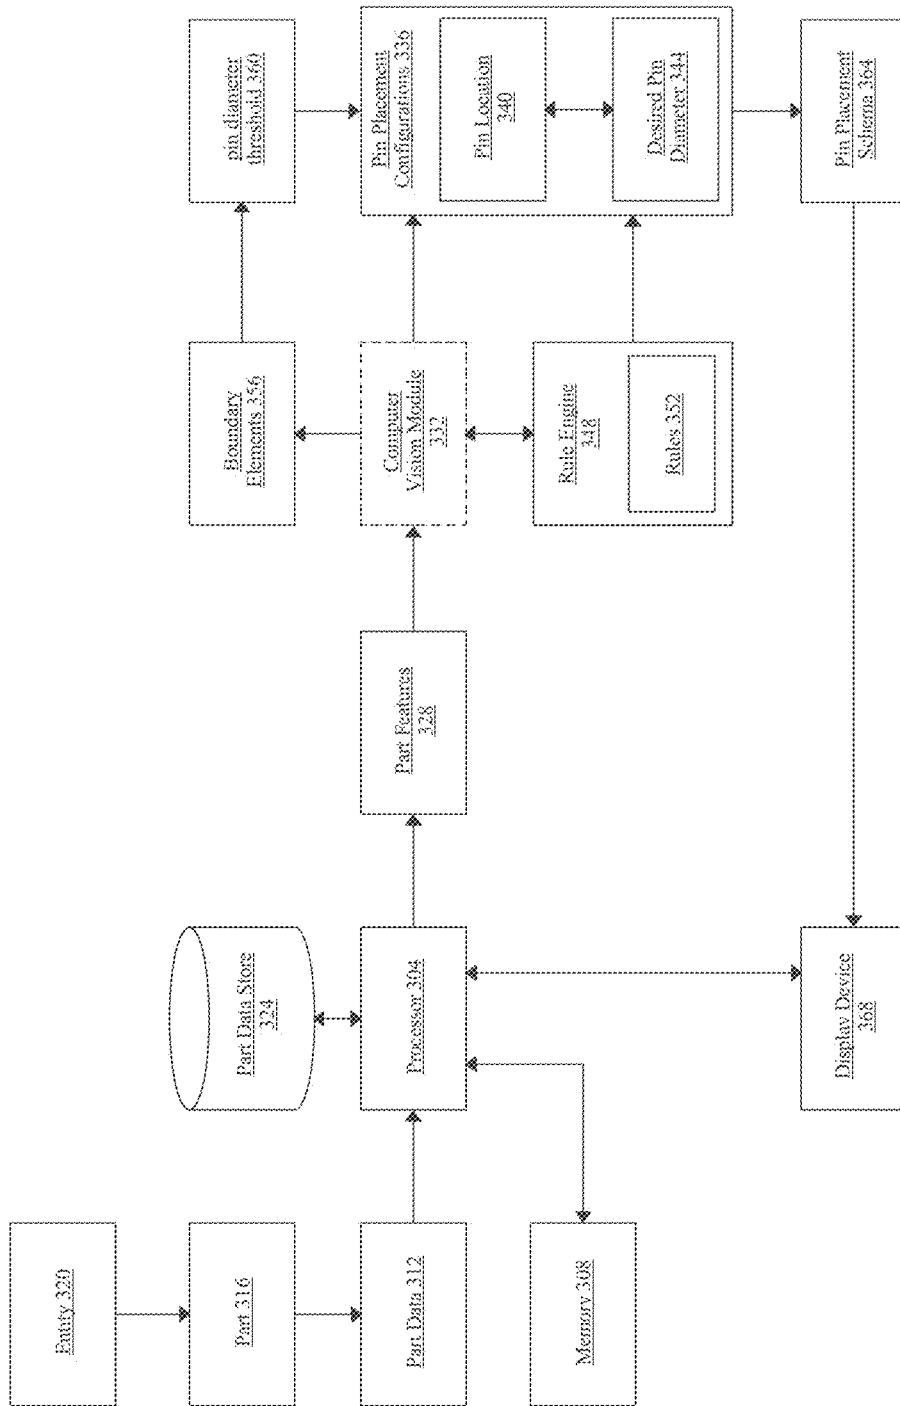 Entity 320
Part 316
Part Data 312
Memory 308
Part Data Store
324
Processor 304
Display Device
368
Part Features
328
Boundary
Elements 356
Computer
Vision Module
332
Rule Engine
348
Rules 352
pin diameter
threshold 360
Pin Placement
Configurations 336
Pin Location
340
Desired Pin
Diameter 344
Pin Placement
Schema 364